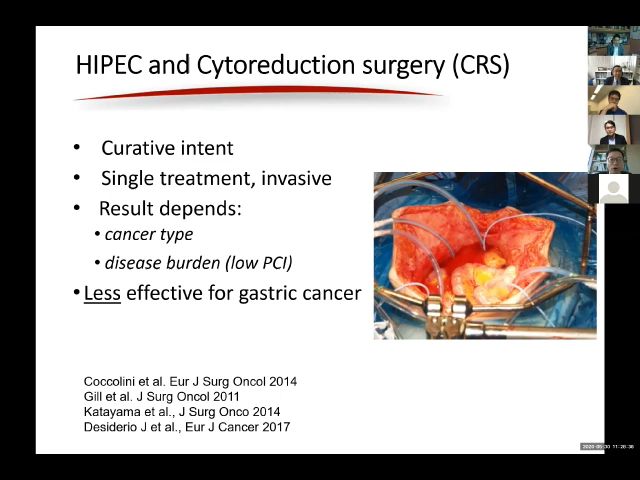 HIPEC and Cytoreduction surgery (CRS)
• Curative intent
• Single treatment, invasive
• Result depends:
• cancer type
• disease burden (low PCI)
• Less effective for gastric cancer
Coccolini et al. Eur J Surg Oncol 2014
Gill et al. J Surg Oncol 2011
Katayama et al., J Surg Onco 2014
Desiderio J et al., Eur J Cancer 2017